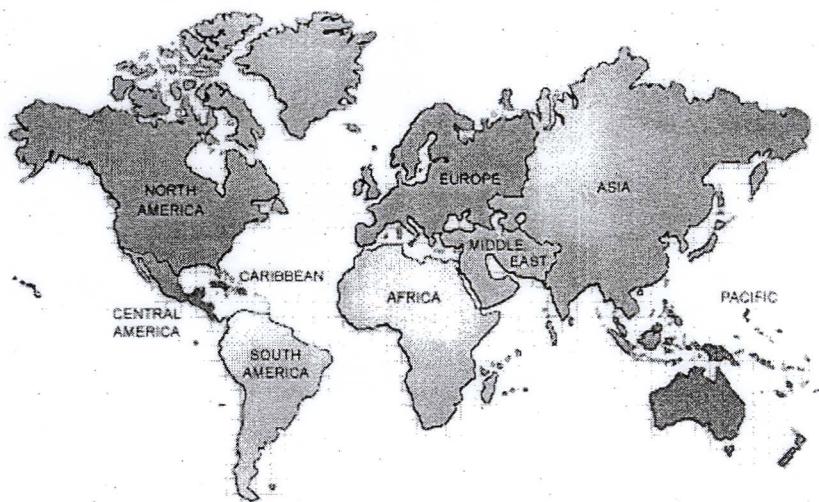 EUROPE
NORTH
AMERICA
ASIA
MIDDLE
EAST
CARIBBEAN
AFRICA
PACIFIC
CENTRAL
AMERICA
SOUTH
AMERICA